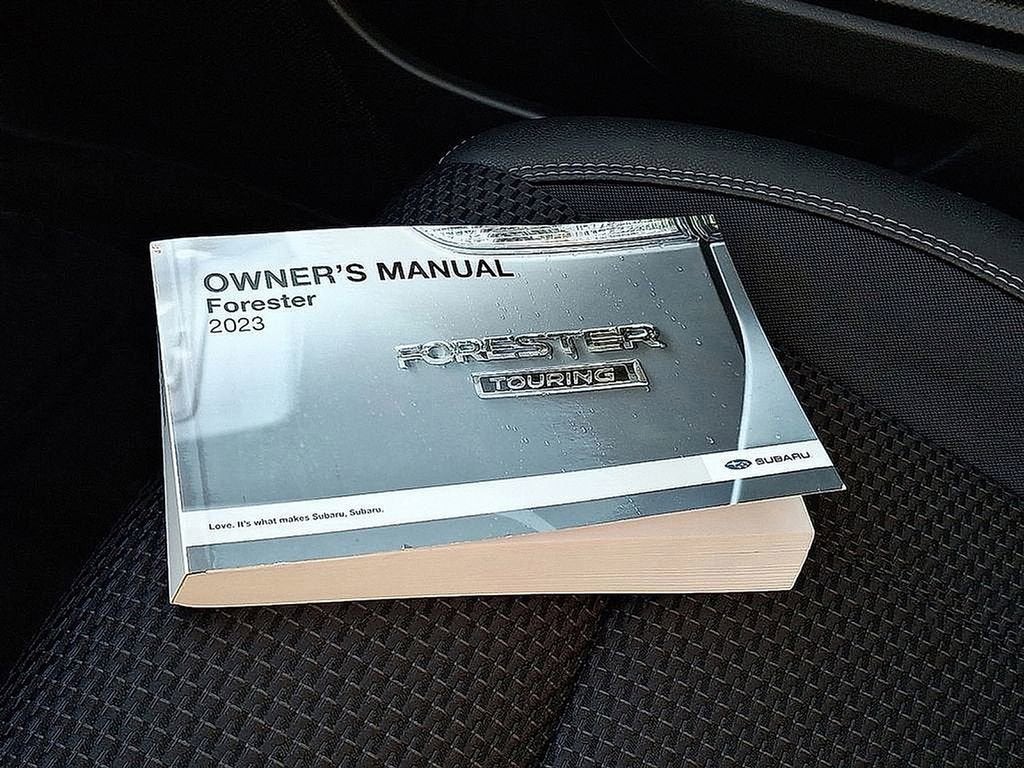 OWNER'S MANUAL
Forester
2023
FORESTER
TOURING
SUBARU
Love. It's what makes Subaru, Subaru.